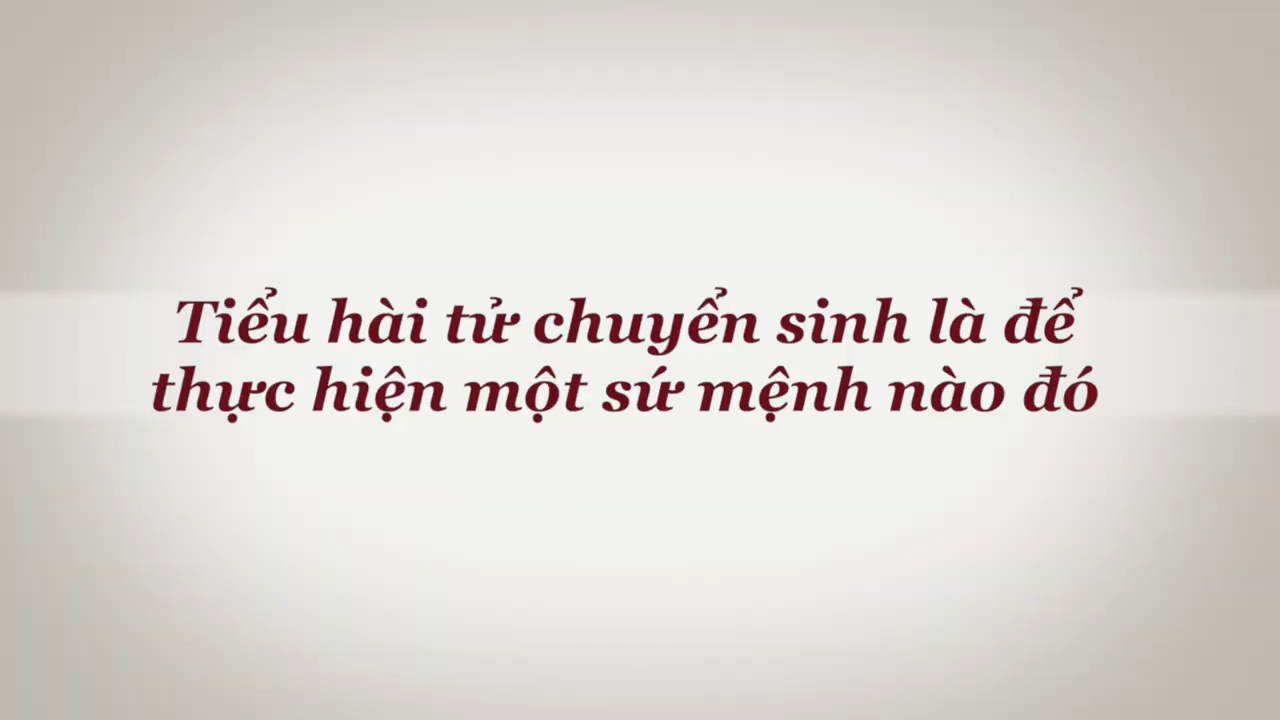 Tiểu hài tử chuyển sinh là để
thực hiện một sứ mệnh nào đó